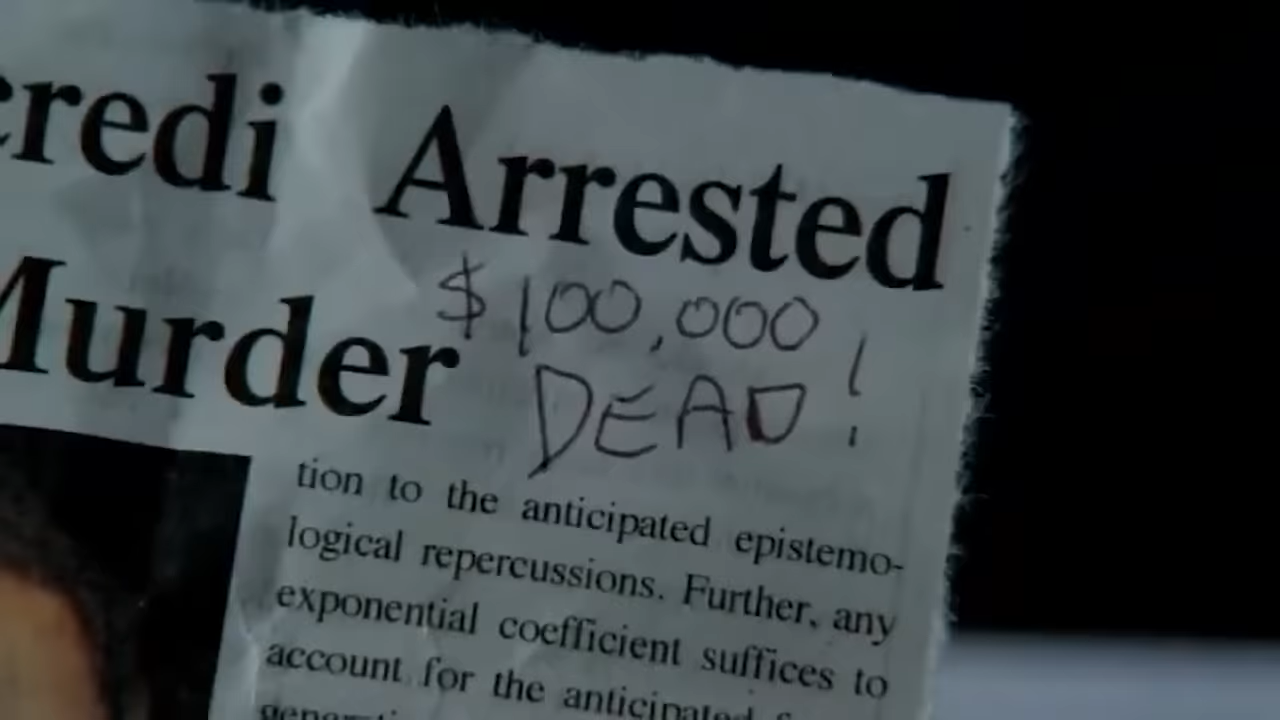 credi Arrested
Murder
$100,000
DEAD!
tion to the anticipated epistemo-
logical repercussions. Further, any
exponential coefficient suffices to
account for the anticipated